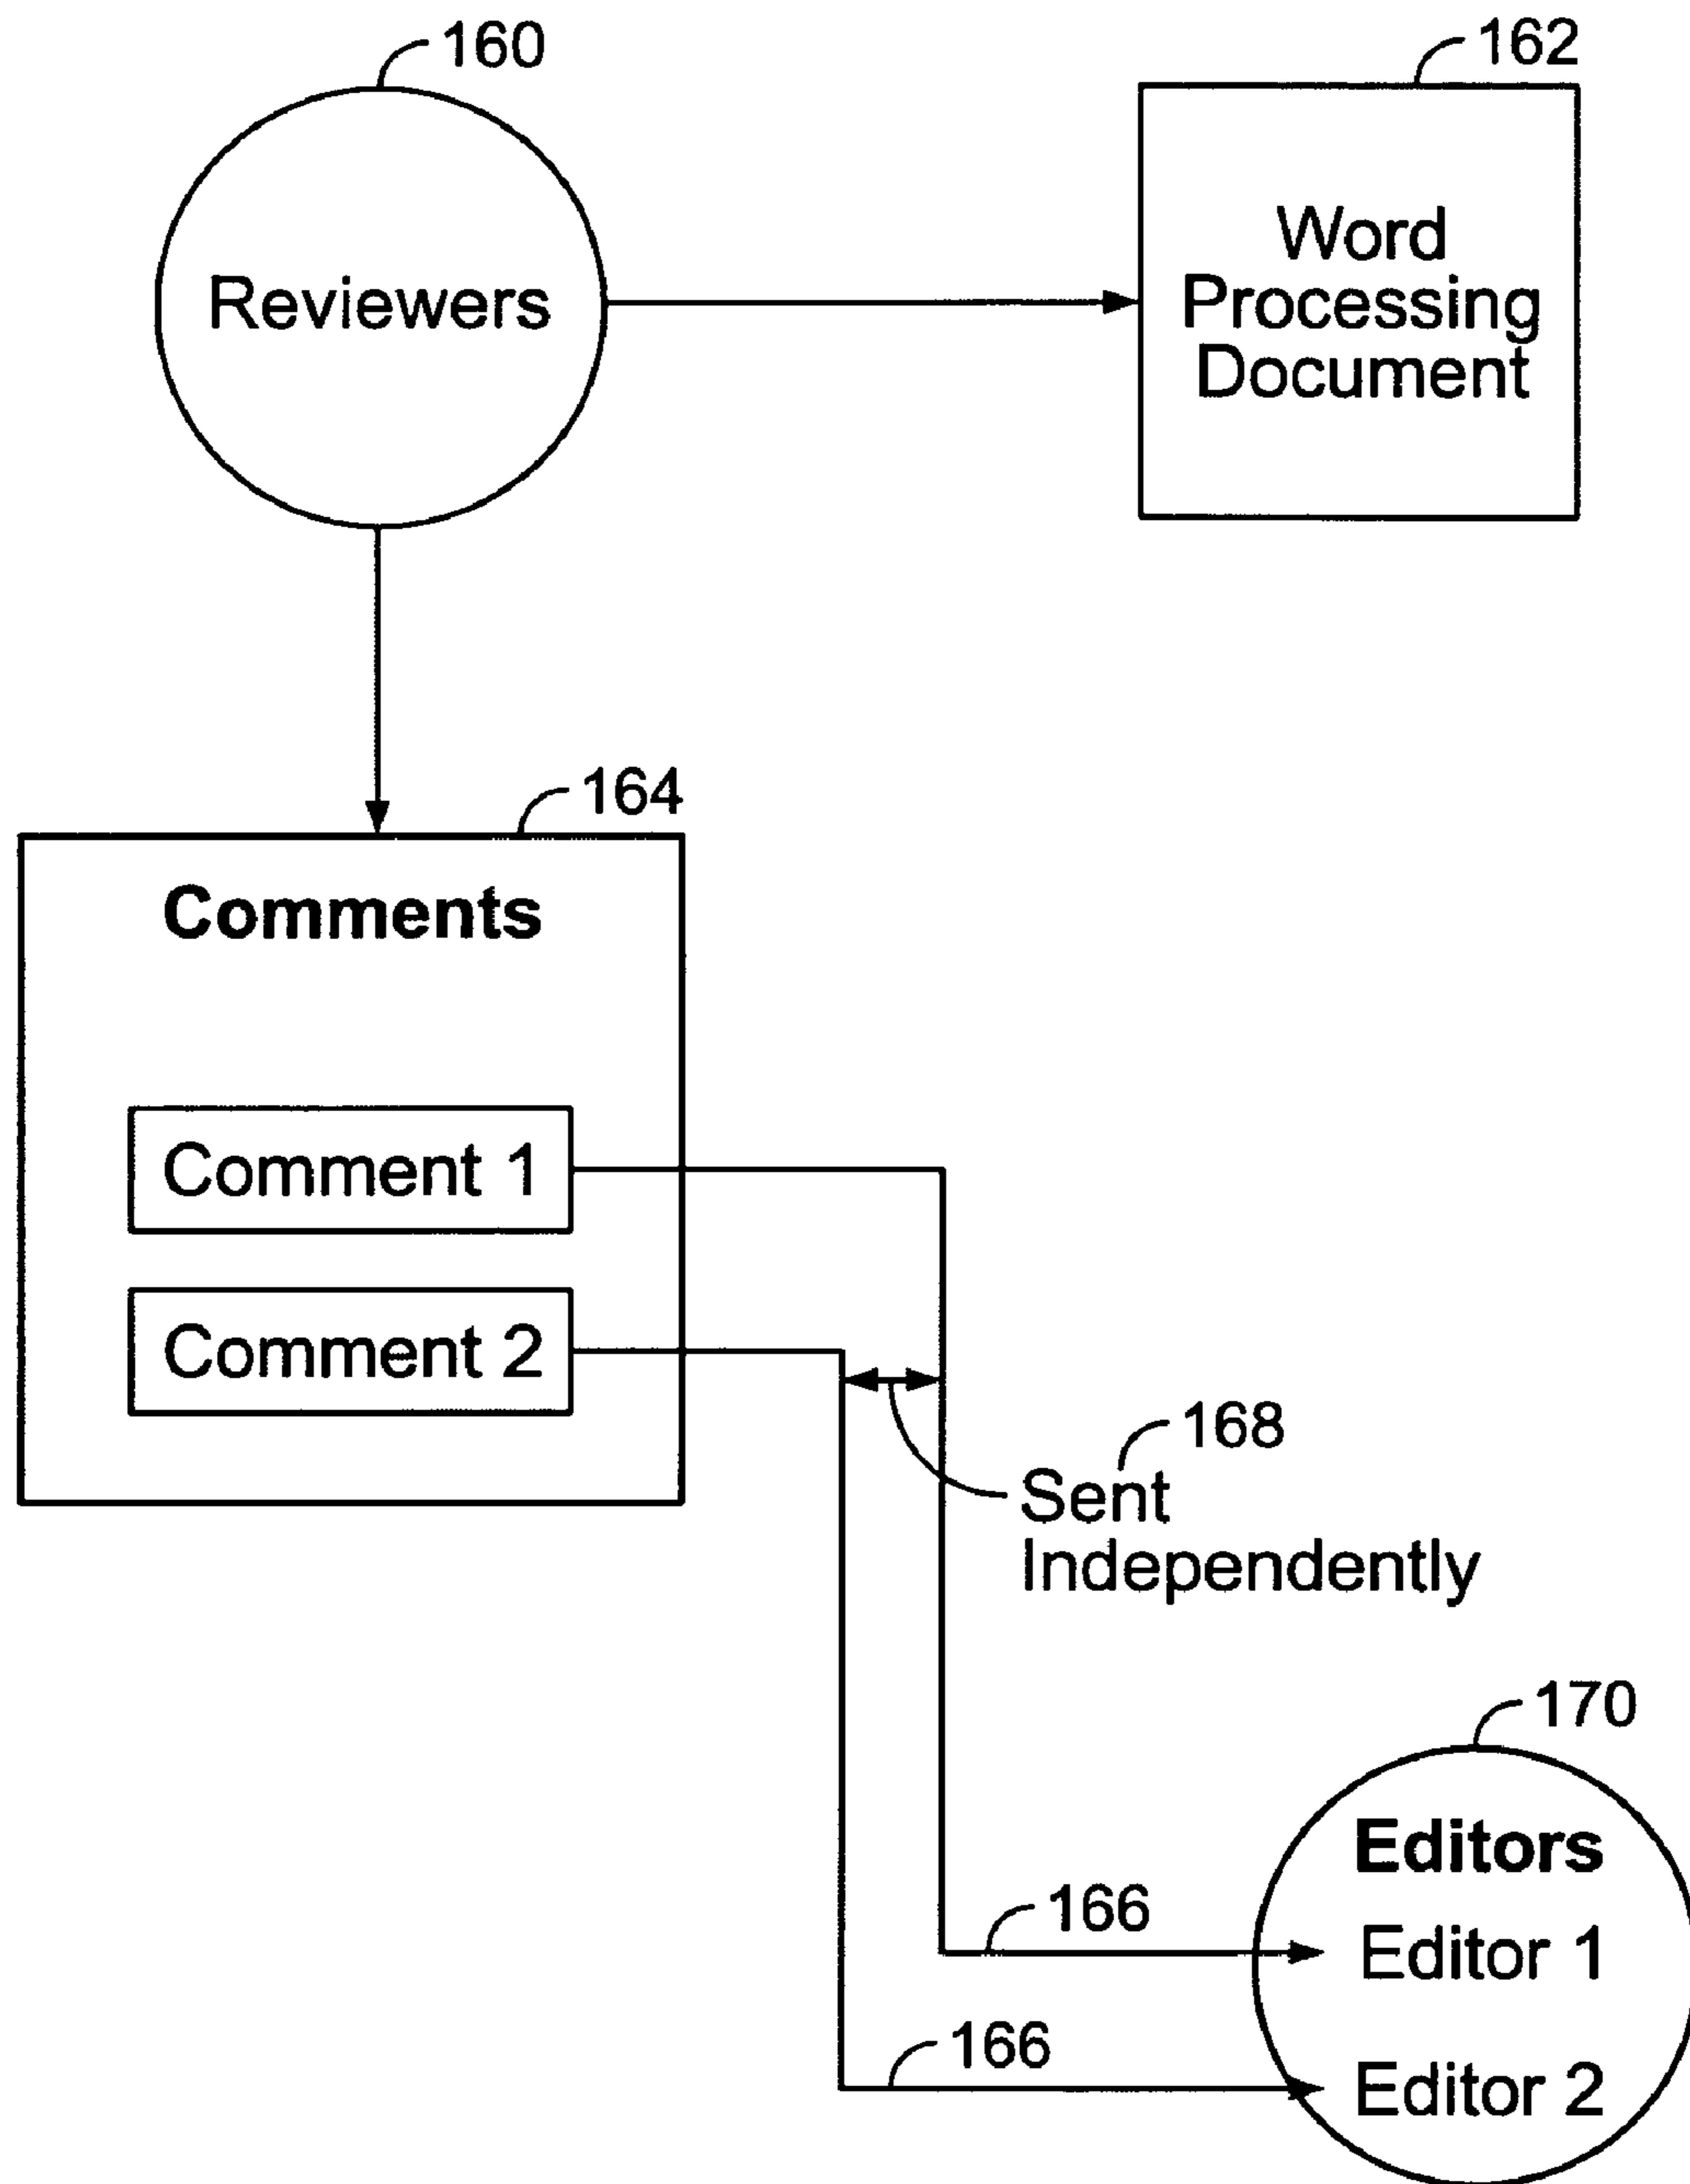 160
162
Reviewers
Word
Processing
Document
164
Comments
Comment 1
Comment 2
168
Sent
Independently
170
Editors
166
Editor 1
166
Editor 2